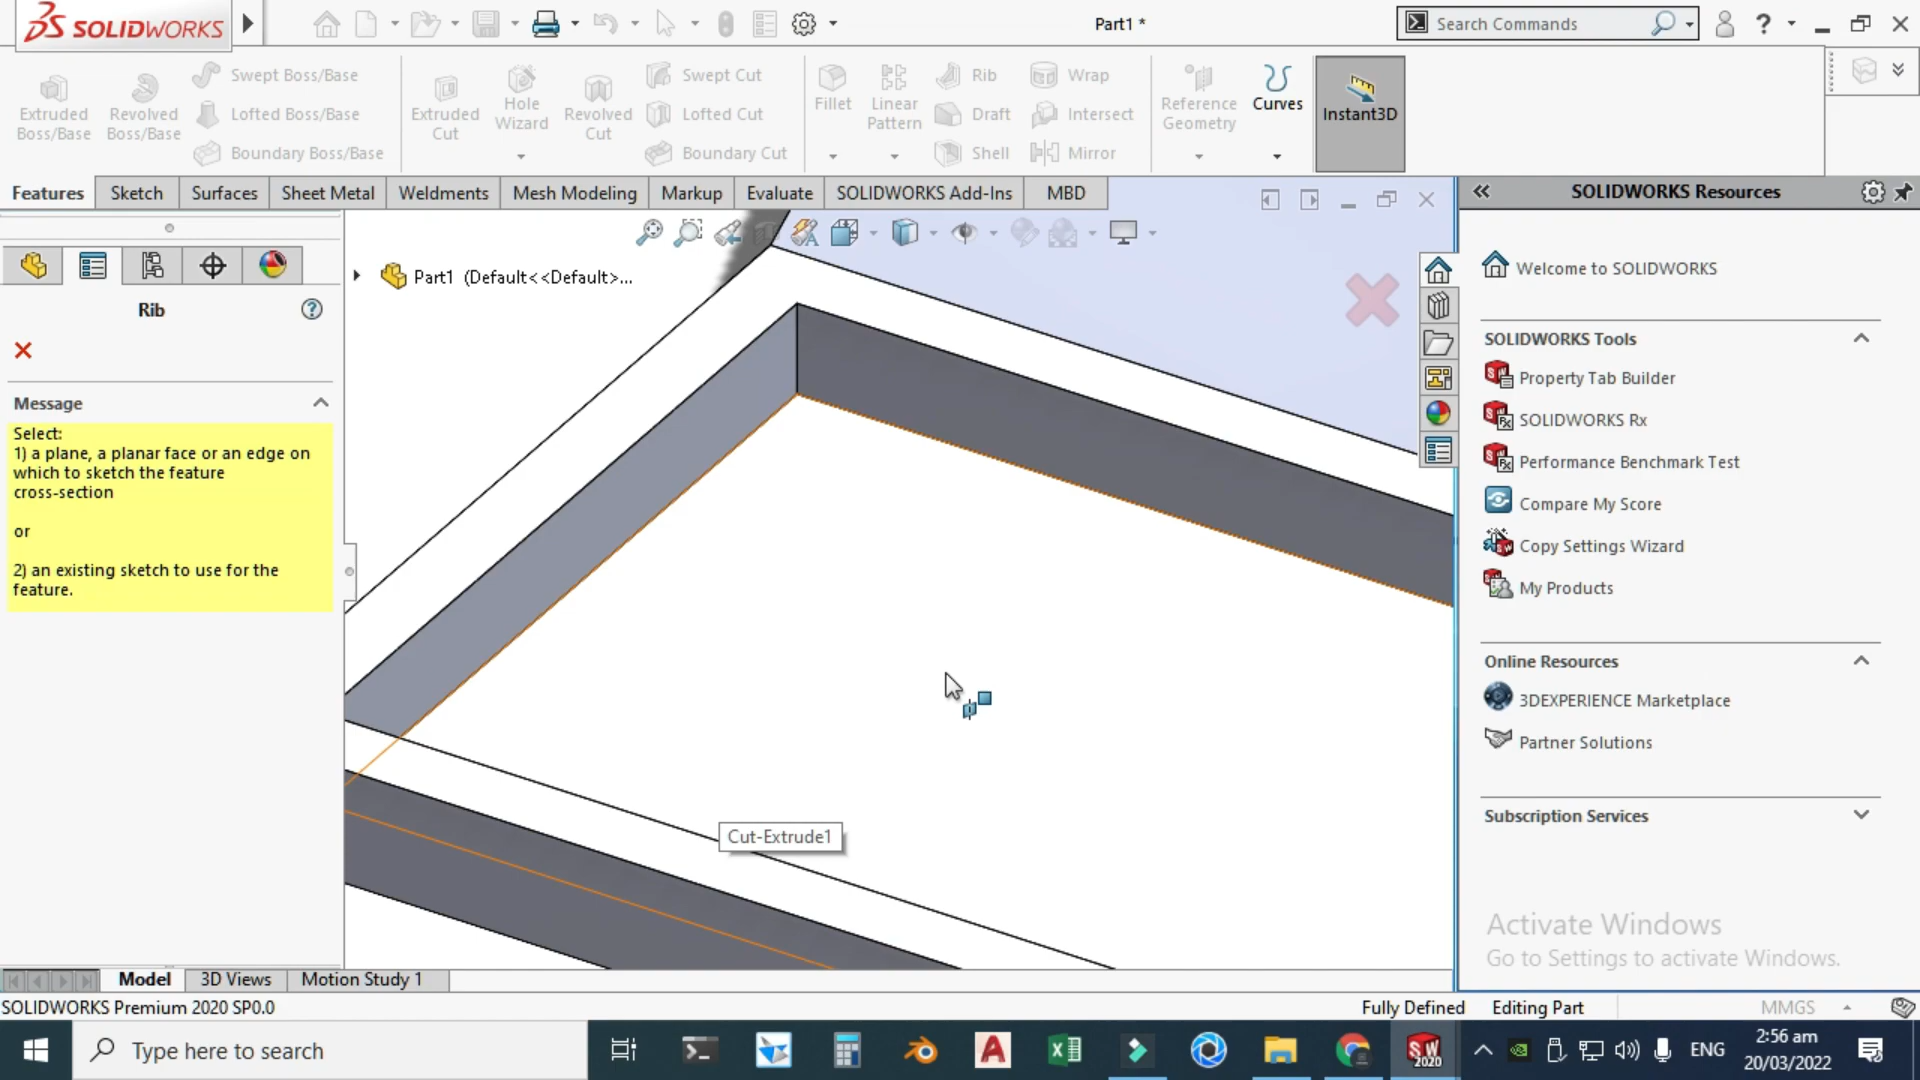 SOLIDWORKS
Part1 *
Search Commands
Extruded Boss/Base
Revolved Boss/Base
Swept Boss/Base
Lofted Boss/Base
Boundary Boss/Base
Extruded Cut
Hole Wizard
Revolved Cut
Swept Cut
Lofted Cut
Boundary Cut
Fillet
Linear Pattern
Rib
Draft
Shell
Wrap
Intersect
Mirror
Reference Geometry
Curves
Instant3D
Features
Sketch
Surfaces
Sheet Metal
Weldments
Mesh Modeling
Markup
Evaluate
SOLIDWORKS Add-Ins
MBD
SOLIDWORKS Resources
Part1 (Default<<Default>...
Rib
Message
Select:
1) a plane, a planar face or an edge on
which to sketch the feature
cross-section
or
2) an existing sketch to use for the
feature.
Cut-Extrude1
Welcome to SOLIDWORKS
SOLIDWORKS Tools
Property Tab Builder
SOLIDWORKS Rx
Performance Benchmark Test
Compare My Score
Copy Settings Wizard
My Products
Online Resources
3DEXPERIENCE Marketplace
Partner Solutions
Subscription Services
Activate Windows
Go to Settings to activate Windows.
Model
3D Views
Motion Study 1
SOLIDWORKS Premium 2020 SP0.0
Fully Defined
Editing Part
MMGS
Type here to search
SW
2020
ENG
2:56 am
20/03/2022